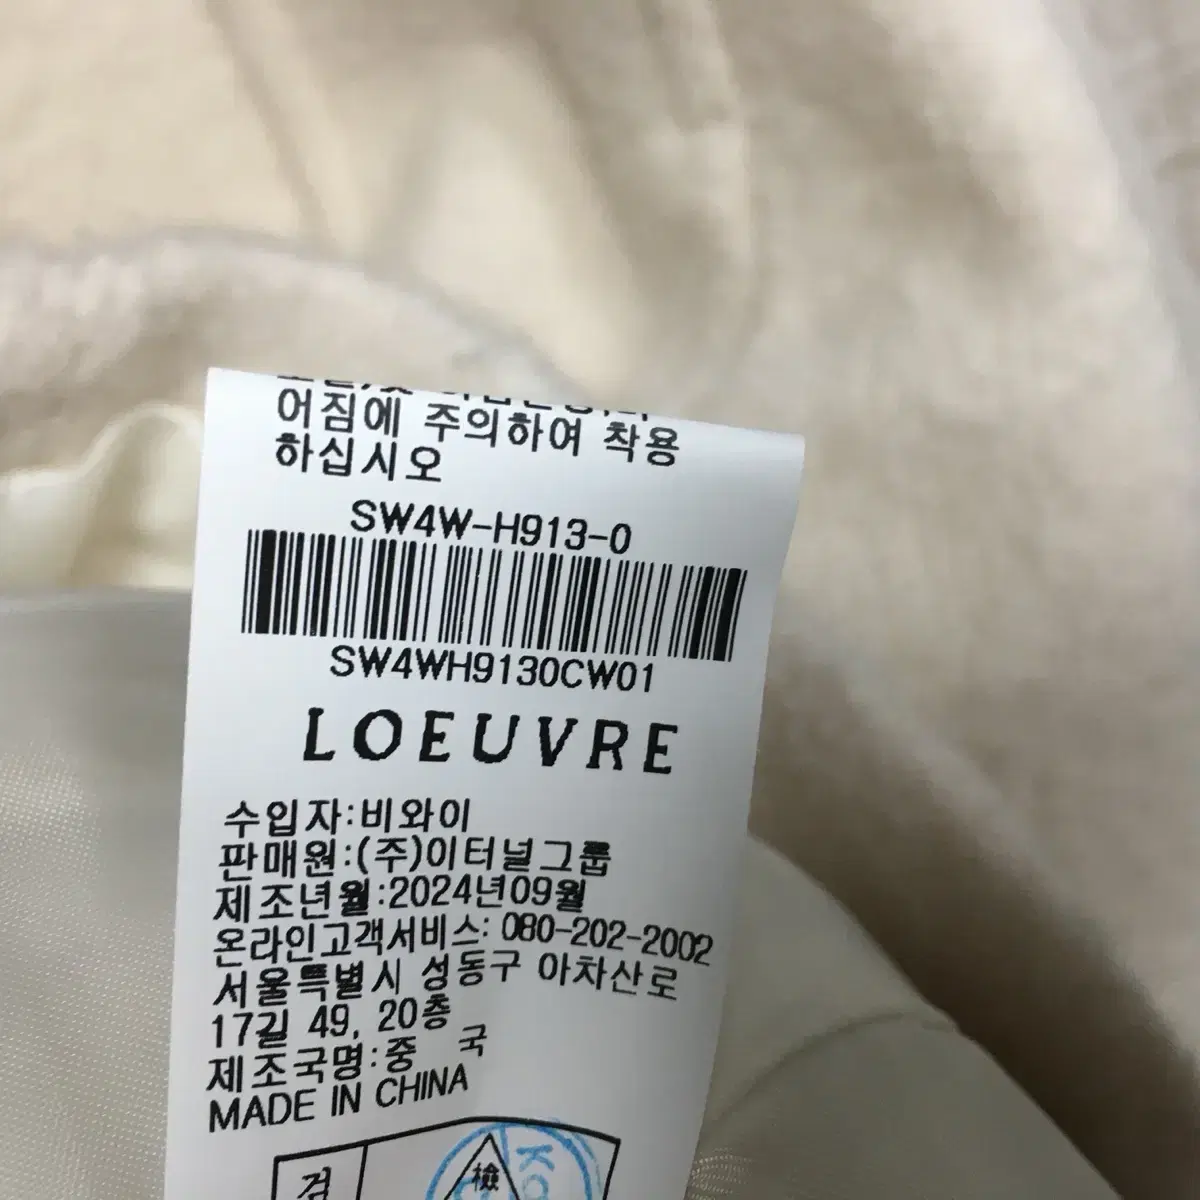 어짐에 주의하여 착용
하십시오
SW4W-H913-0
SW4WH9130CW01
LOEUVRE
수입자:비와이
판매원:(주)이터널그룹
제조년월:2024년09월
온라인고객서비스: 080-202-2002
서울특별시 성동구 아차산로
17길 49, 20층
제조국명:중 국
MADE IN CHINA
검
檢